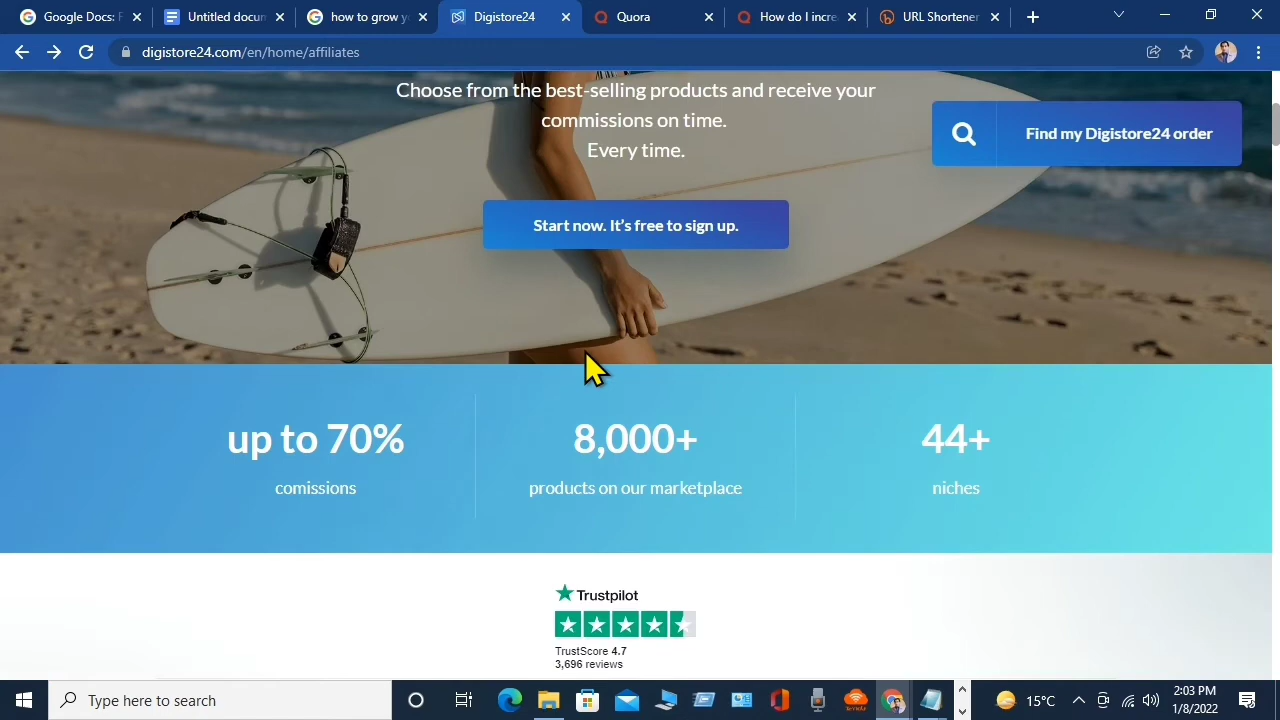 Google Docs: F
Untitled docum
how to grow y
Digistore24
Quora
How do I incre
URL Shortener
digistore24.com/en/home/affiliates
Choose from the best-selling products and receive your
commissions on time.
Every time.
Find my Digistore24 order
Start now. It's free to sign up.
up to 70%
8,000+
44+
comissions
products on our marketplace
niches
Trustpilot
TrustScore 4.7
3,696 reviews
Type here to search
15°C
2:03 PM
1/8/2022